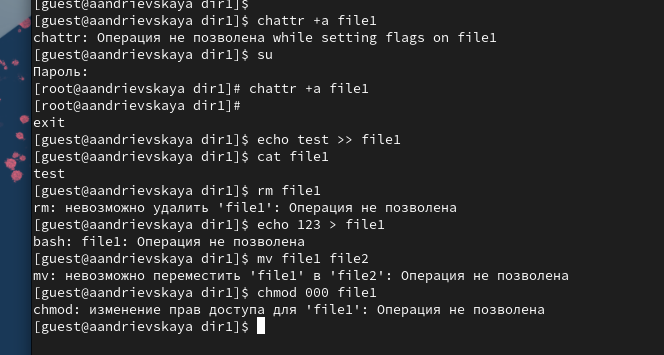 [guest@aandrievskaya dir1]$
[guest@aandrievskaya dir1]$ chattr +a file1
chattr: Операция не позволена while setting flags on file1
[guest@aandrievskaya dir1]$ su
Пароль:
[root@aandrievskaya dir1]# chattr +a file1
[root@aandrievskaya dir1]#
exit
[guest@aandrievskaya dir1]$ echo test >> file1
[guest@aandrievskaya dir1]$ cat file1
test
[guest@aandrievskaya dir1]$ rm file1
rm: невозможно удалить 'file1': Операция не позволена
[guest@aandrievskaya dir1]$ echo 123 > file1
bash: file1: Операция не позволена
[guest@aandrievskaya dir1]$ mv file1 file2
mv: невозможно переместить 'file1' в 'file2': Операция не позволена
[guest@aandrievskaya dir1]$ chmod 000 file1
chmod: изменение прав доступа для 'file1': Операция не позволена
[guest@aandrievskaya dir1]$